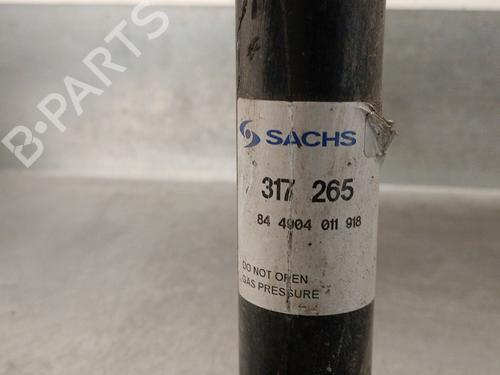 B-PARTS
SACHS
317 265
84 4904 011 918
DO NOT OPEN
GAS PRESSURE